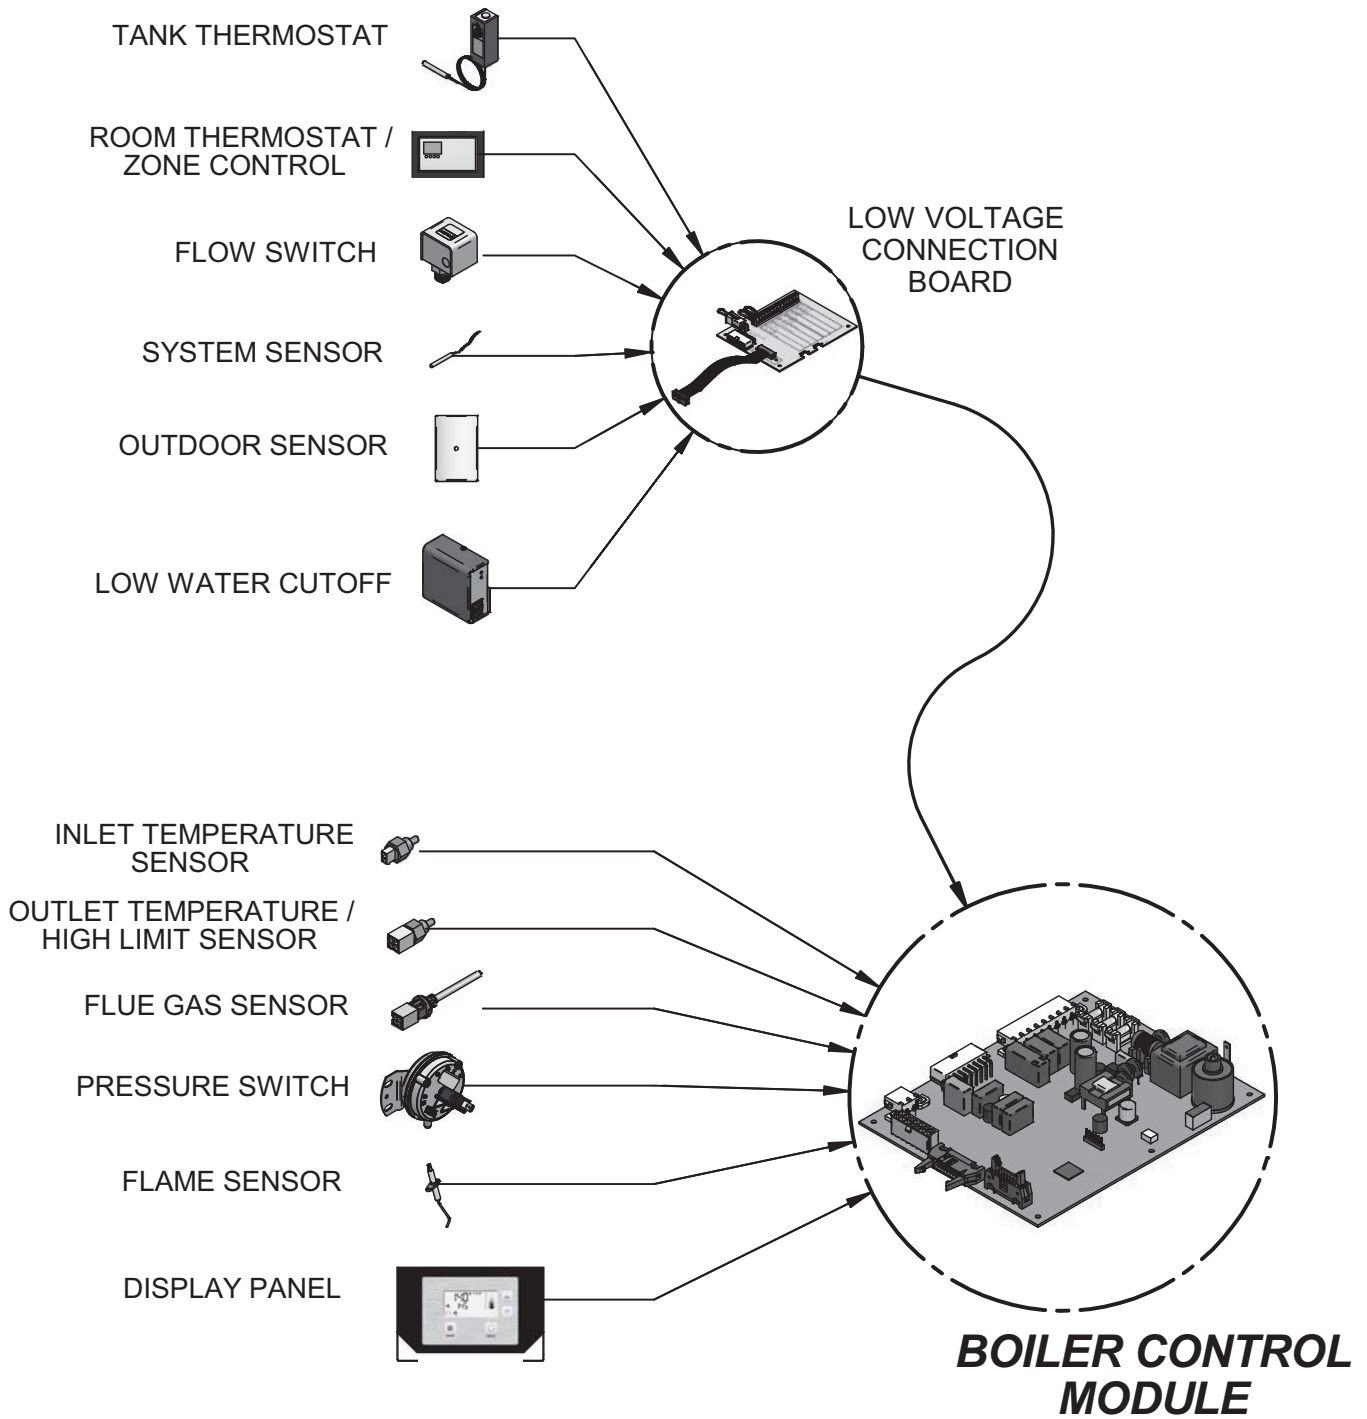 TANK THERMOSTAT
ROOM THERMOSTAT /
ZONE CONTROL
FLOW SWITCH
LOW VOLTAGE
CONNECTION
BOARD
SYSTEM SENSOR
OUTDOOR SENSOR
LOW WATER CUTOFF
INLET TEMPERATURE
SENSOR
OUTLET TEMPERATURE /
HIGH LIMIT SENSOR
FLUE GAS SENSOR
PRESSURE SWITCH
FLAME SENSOR
DISPLAY PANEL
140
BOILER CONTROL
MODULE